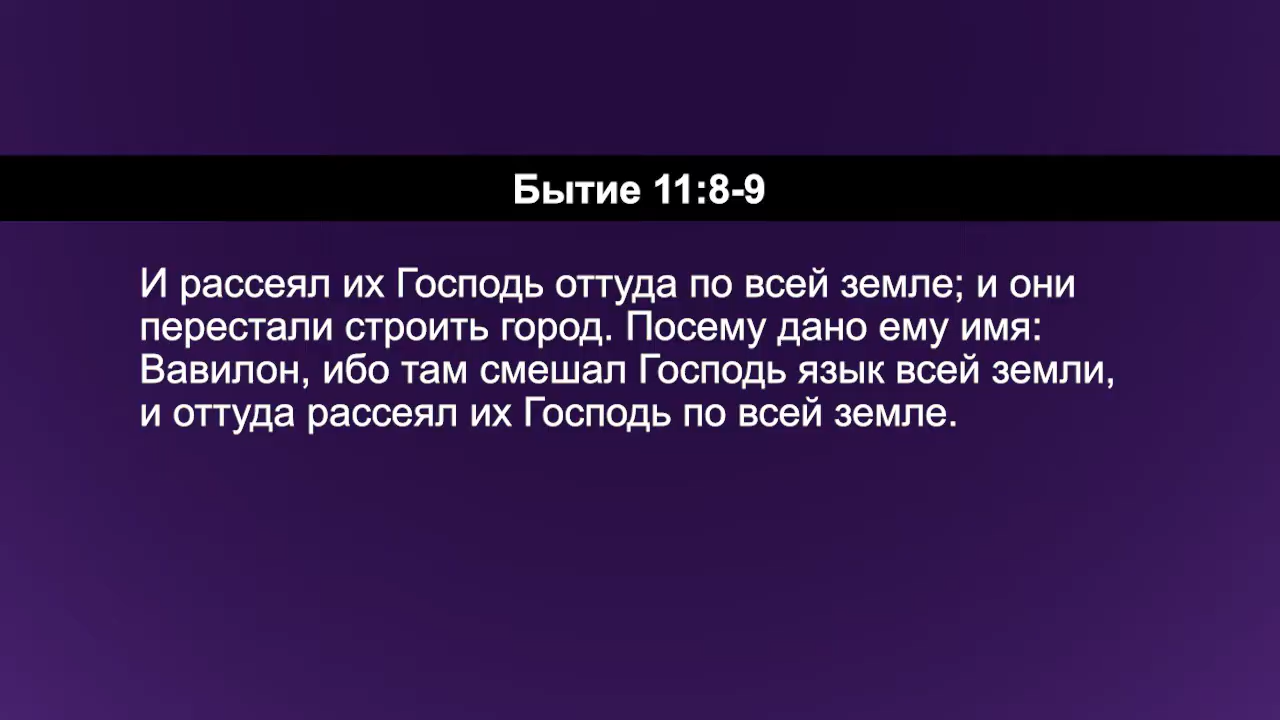 Бытие 11:8-9
И рассеял их Господь оттуда по всей земле; и они
перестали строить город. Посему дано ему имя:
Вавилон, ибо там смешал Господь язык всей земли,
и оттуда рассеял их Господь по всей земле.